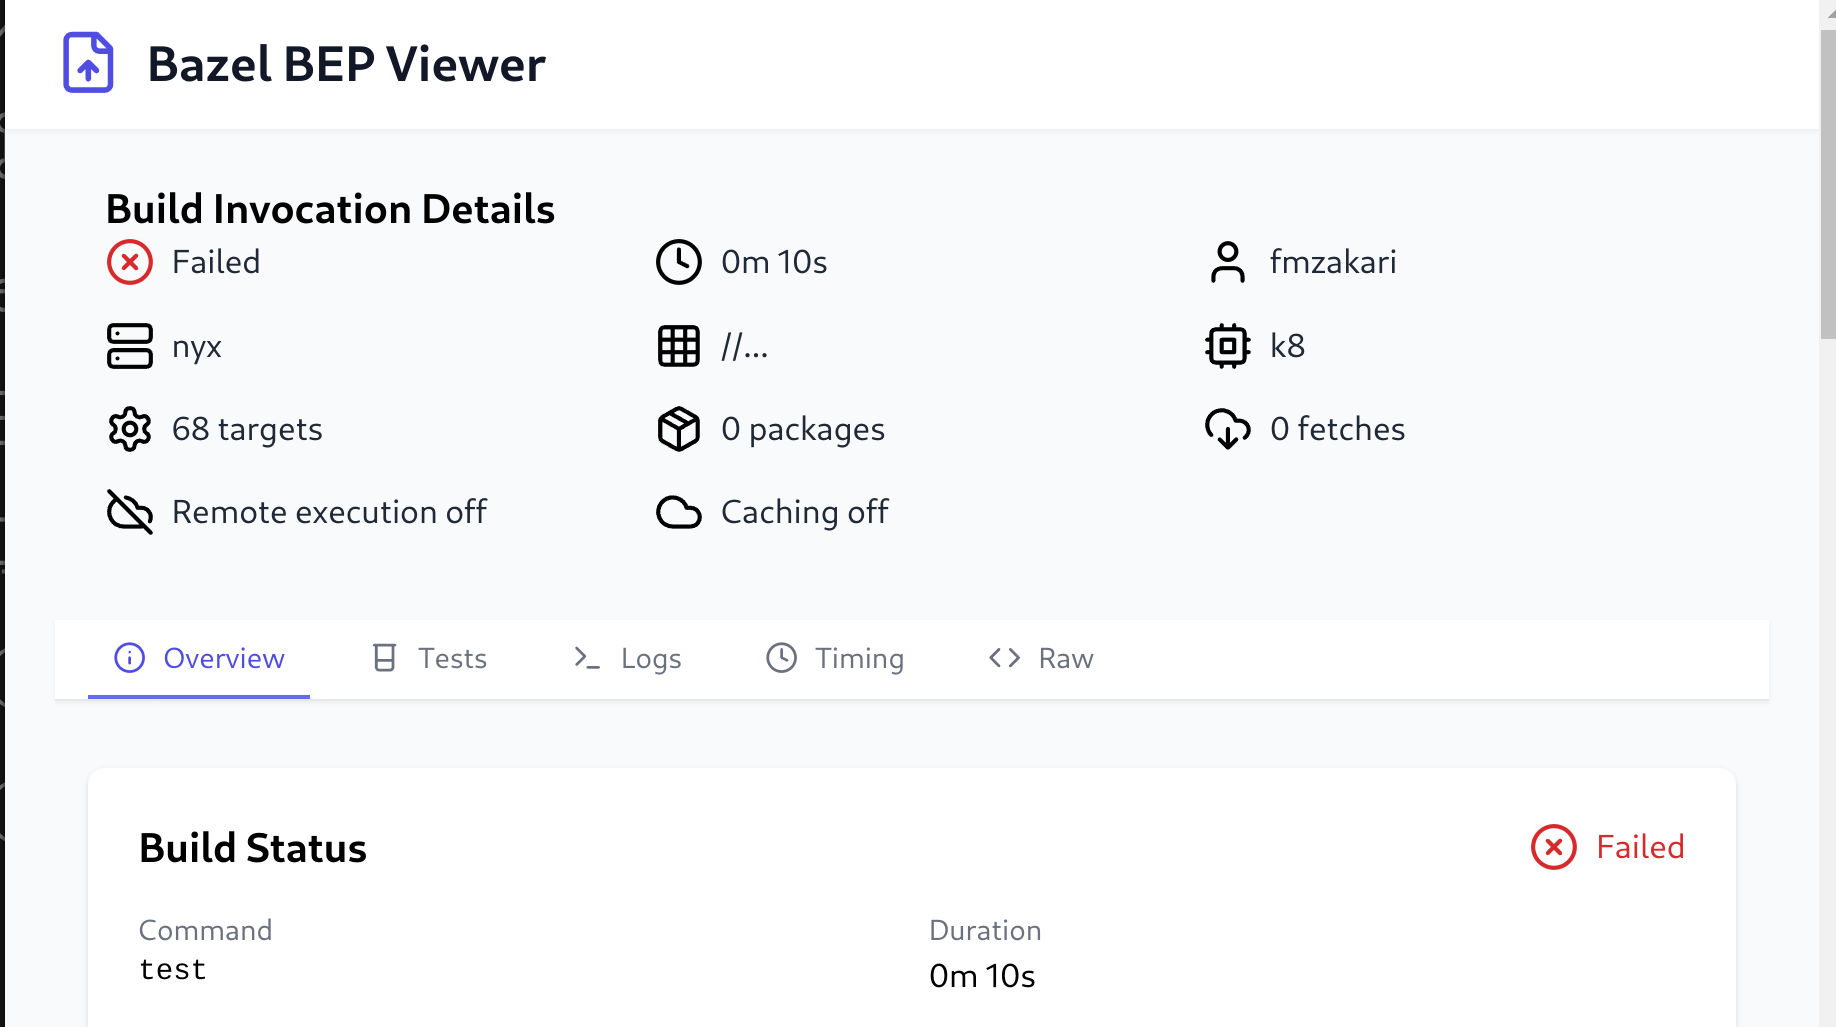 Bazel BEP Viewer
Build Invocation Details
Failed
0m 10s
fmzakari
nyx
//...
k8
68 targets
0 packages
0 fetches
Remote execution off
Caching off
Overview
Tests
Logs
Timing
Raw
Build Status
Failed
Command
Duration
test
0m 10s